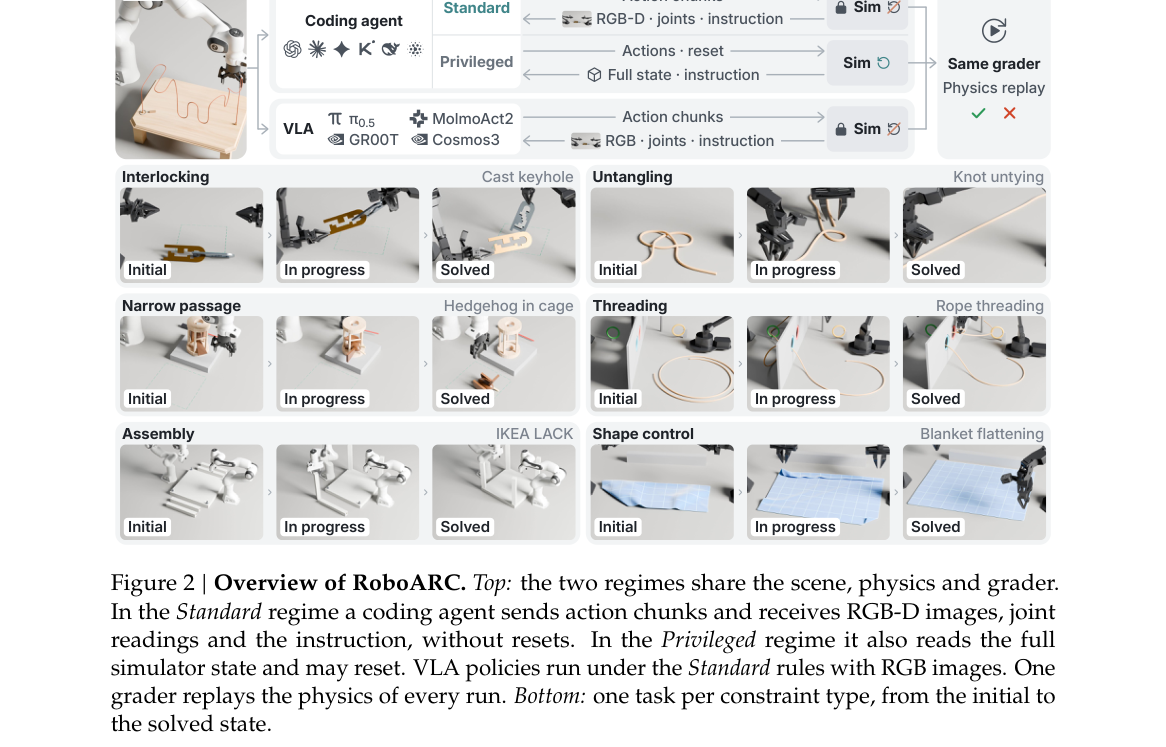 Coding agent
Standard
Action chunks
RGB-D · joints · instruction
Sim
Privileged
Actions · reset
Full state · instruction
Sim
Same grader
Physics replay
VLA
π π0.5
MolmoAct2
GR00T
Cosmos3
Action chunks
RGB · joints · instruction
Sim
Interlocking Cast keyhole
Initial In progress Solved
Untangling Knot untying
Initial In progress Solved
Narrow passage Hedgehog in cage
Initial In progress Solved
Threading Rope threading
Initial In progress Solved
Assembly IKEA LACK
Initial In progress Solved
Shape control Blanket flattening
Initial In progress Solved
Figure 2 | Overview of RoboARC. Top: the two regimes share the scene, physics and grader.
In the Standard regime a coding agent sends action chunks and receives RGB-D images, joint
readings and the instruction, without resets. In the Privileged regime it also reads the full
simulator state and may reset. VLA policies run under the Standard rules with RGB images. One
grader replays the physics of every run. Bottom: one task per constraint type, from the initial to
the solved state.